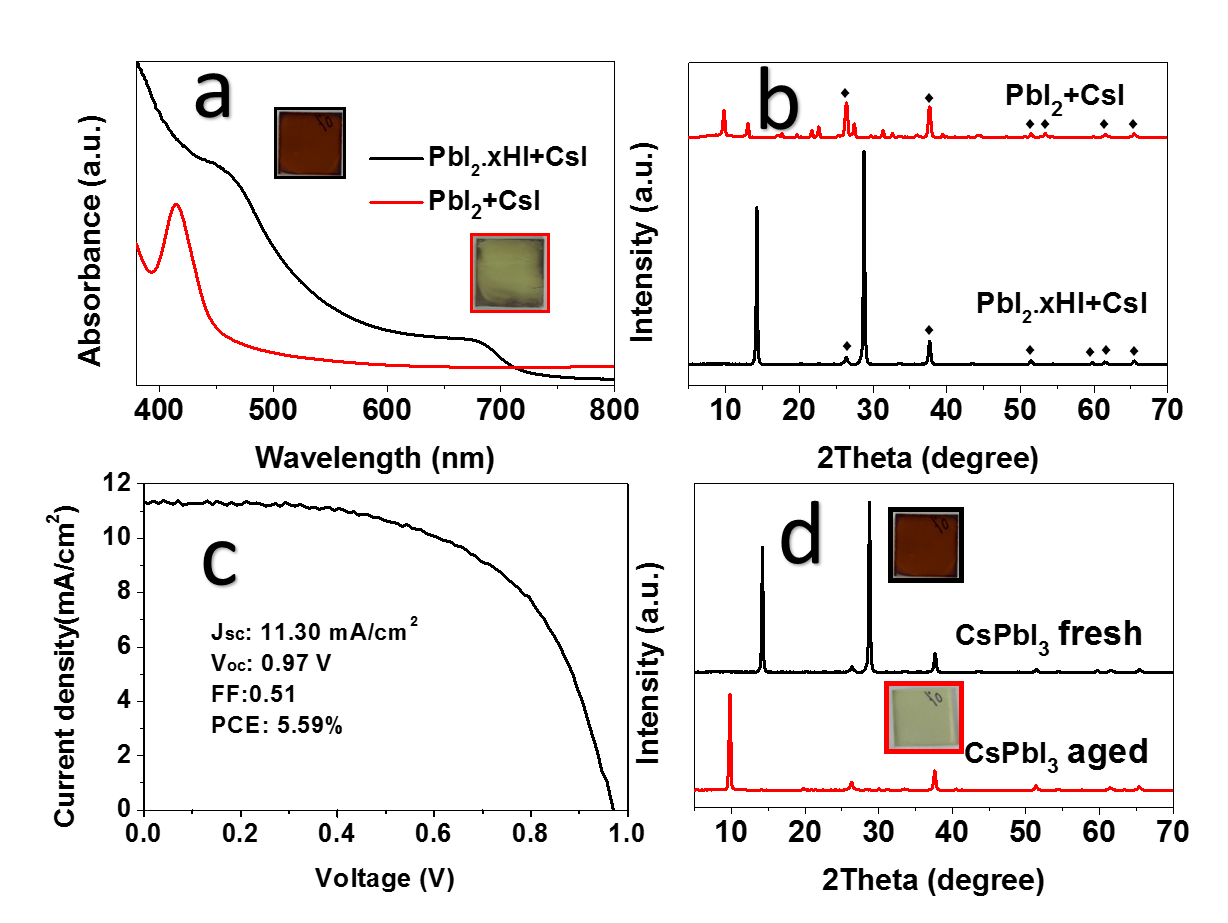 a
PbI2.xHI+CsI
PbI2+CsI
Absorbance (a.u.)
400 500 600 700 800
Wavelength (nm)
b
PbI2+CsI
PbI2.xHI+CsI
Intensity (a.u.)
10 20 30 40 50 60 70
2Theta (degree)
12
10
8
6
4
2
0
c
Jsc: 11.30 mA/cm2
Voc: 0.97 V
FF:0.51
PCE: 5.59%
Current density(mA/cm2)
0.0 0.2 0.4 0.6 0.8 1.0
Voltage (V)
d
CsPbI3 fresh
CsPbI3 aged
Intensity (a.u.)
10 20 30 40 50 60 70
2Theta (degree)